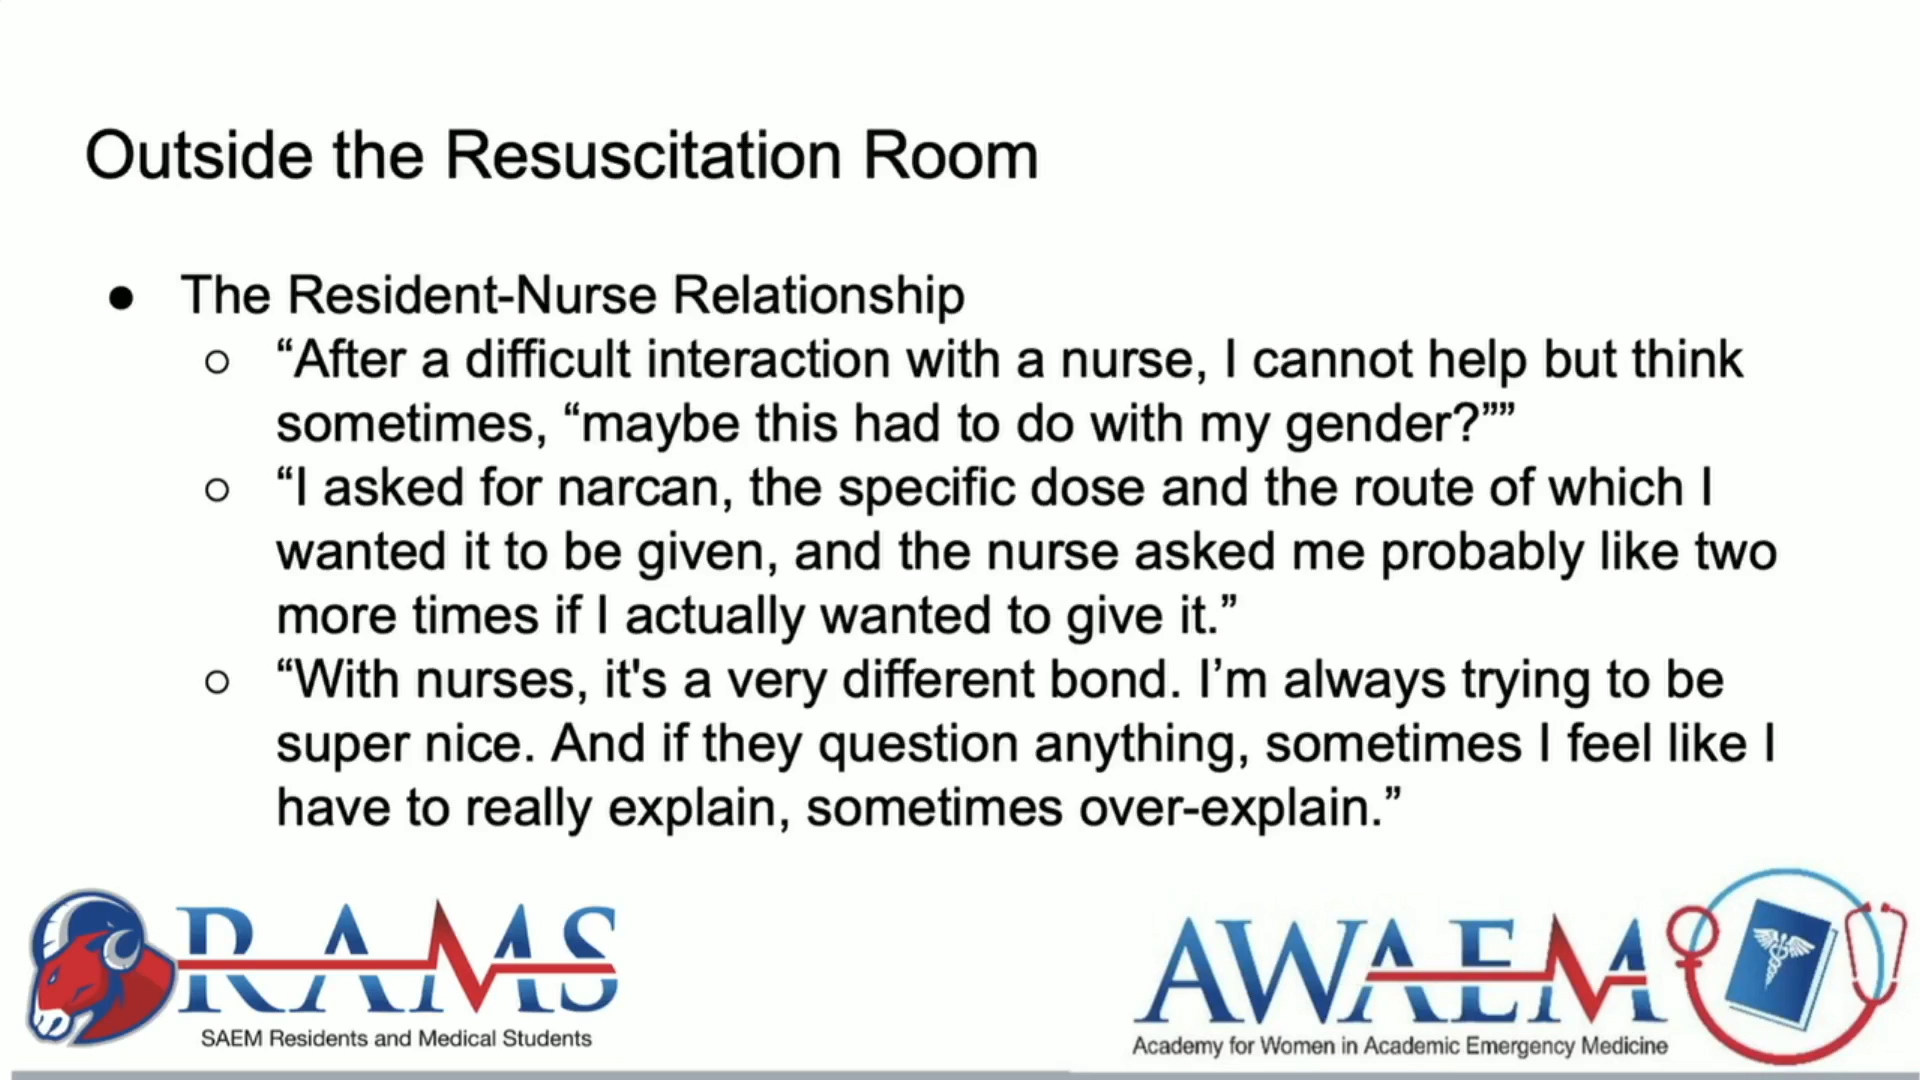 Outside the Resuscitation Room
● The Resident-Nurse Relationship
○ “After a difficult interaction with a nurse, I cannot help but think
sometimes, “maybe this had to do with my gender?””
○ “I asked for narcan, the specific dose and the route of which I
wanted it to be given, and the nurse asked me probably like two
more times if I actually wanted to give it.”
○ “With nurses, it's a very different bond. I’m always trying to be
super nice. And if they question anything, sometimes I feel like I
have to really explain, sometimes over-explain.”
RAMS
SAEM Residents and Medical Students
AWAEM
Academy for Women in Academic Emergency Medicine